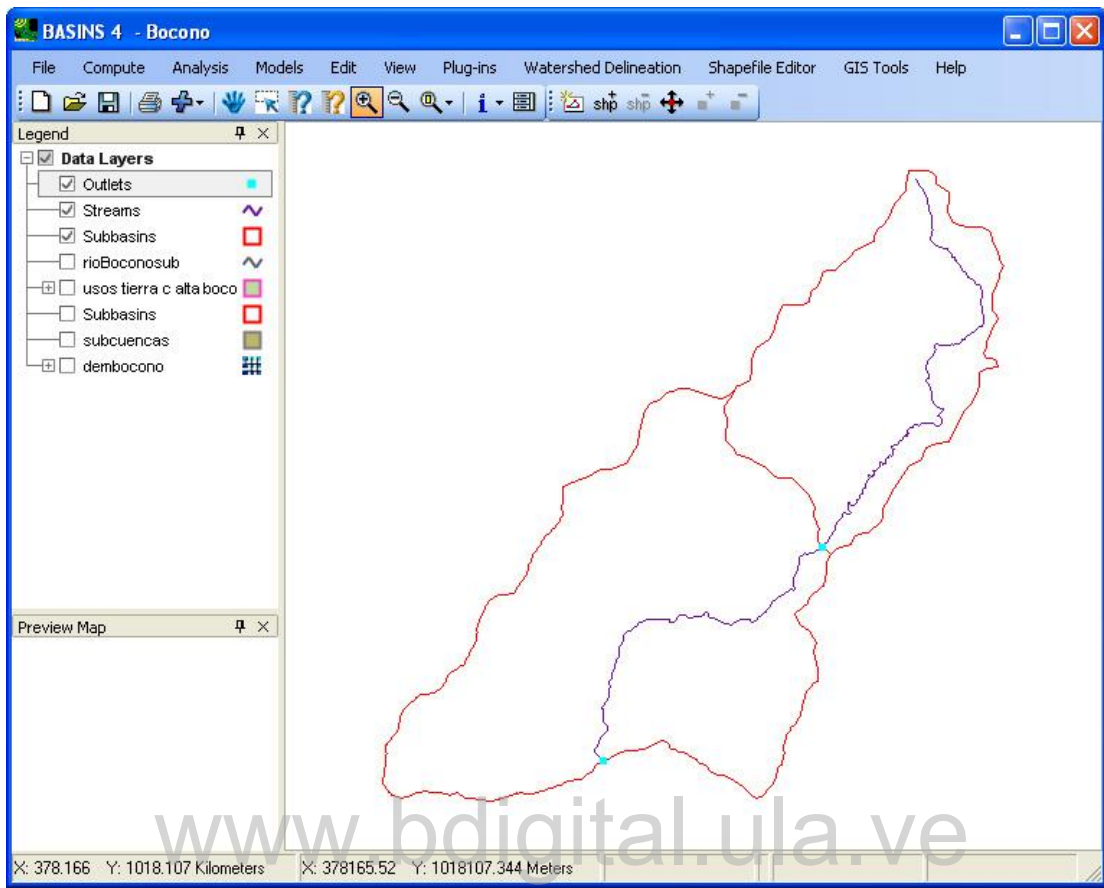 BASINS 4 - Bocono
File Compute Analysis Models Edit View Plug-ins Watershed Delineation Shapefile Editor GIS Tools Help
shp shp
Legend
Data Layers
Outlets
Streams
Subbasins
rioBoconosub
usos tierra c alta boco
Subbasins
subcuencas
dembocono
Preview Map
www.bdigital.ula.ve
X: 378.166 Y: 1018.107 Kilometers X: 378165.52 Y: 1018107.344 Meters